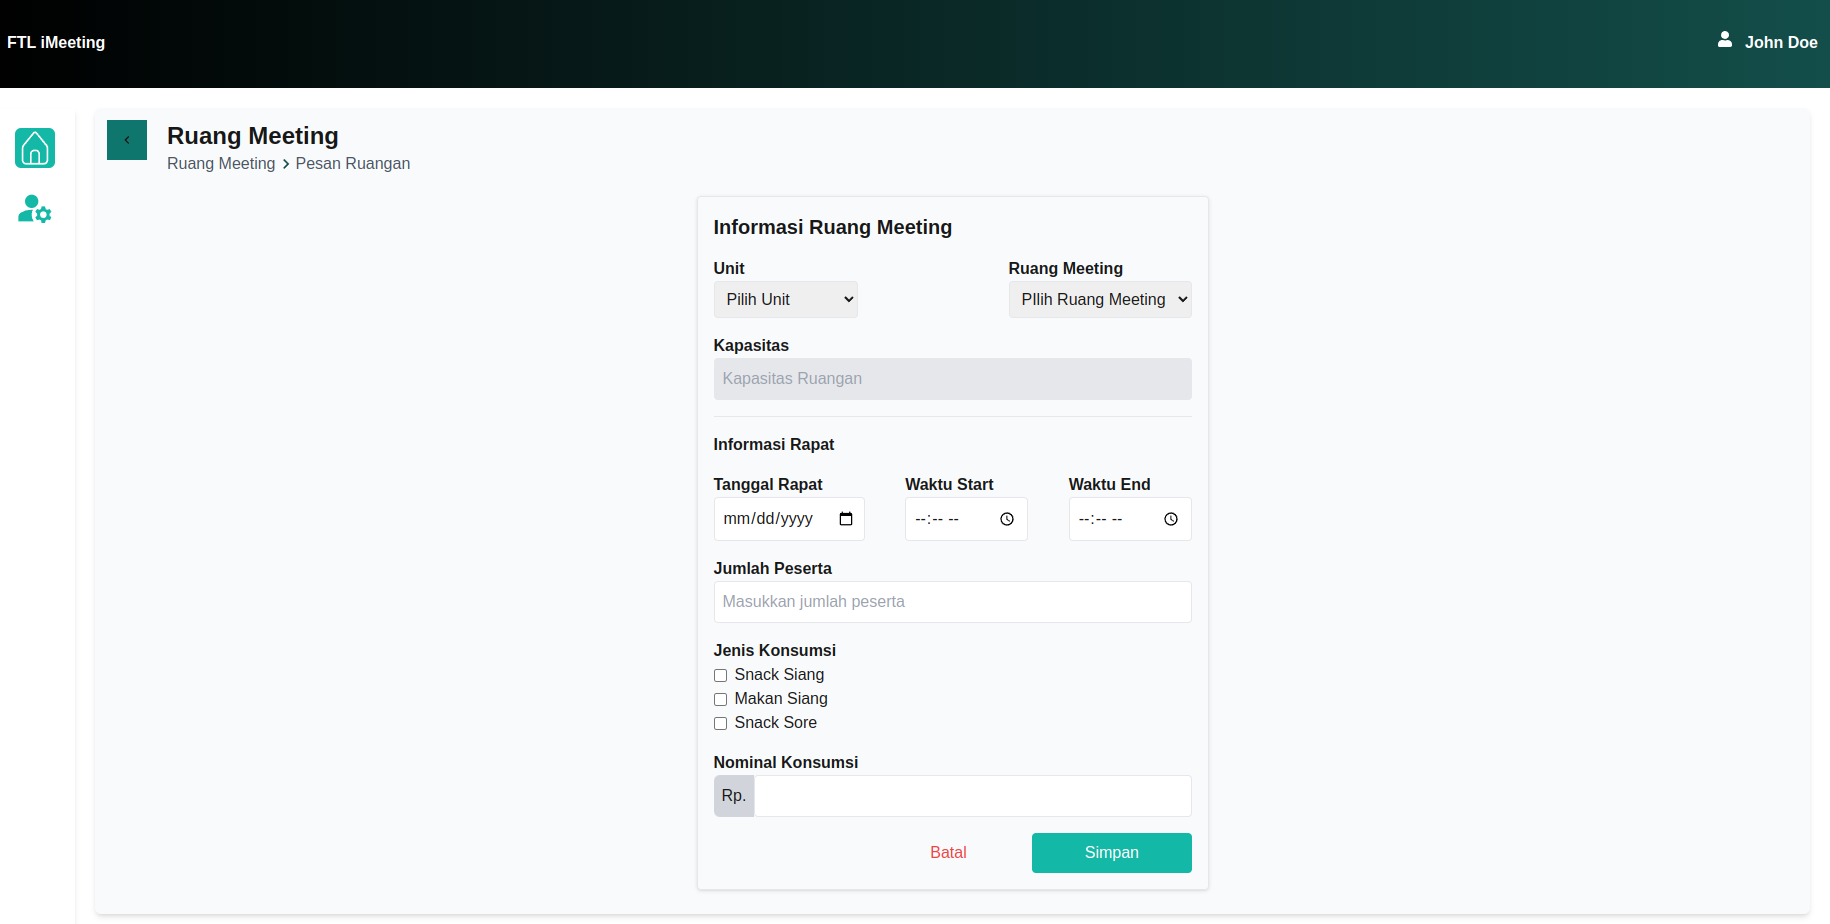 FTL iMeeting
John Doe
Ruang Meeting
Ruang Meeting > Pesan Ruangan
Informasi Ruang Meeting
Unit Ruang Meeting
Pilih Unit PIlih Ruang Meeting
Kapasitas
Kapasitas Ruangan
Informasi Rapat
Tanggal Rapat Waktu Start Waktu End
mm/dd/yyyy --:-- -- --:-- --
Jumlah Peserta
Masukkan jumlah peserta
Jenis Konsumsi
Snack Siang
Makan Siang
Snack Sore
Nominal Konsumsi
Rp.
Batal Simpan